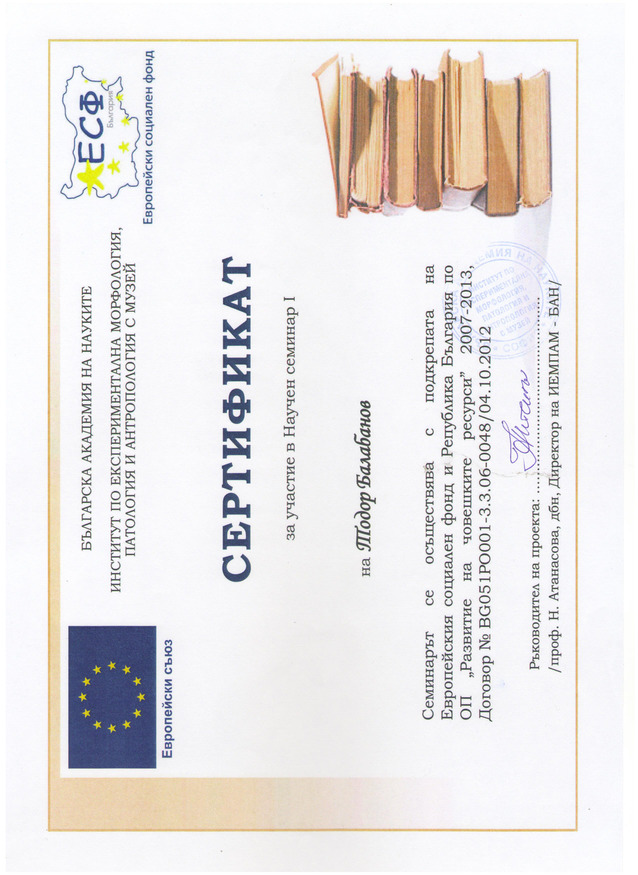 ЕСФ
България
Европейски социален фонд
Европейски съюз
БЪЛГАРСКА АКАДЕМИЯ НА НАУКИТЕ
ИНСТИТУТ ПО ЕКСПЕРИМЕНТАЛНА МОРФОЛОГИЯ,
ПАТОЛОГИЯ И АНТРОПОЛОГИЯ С МУЗЕЙ
СЕРТИФИКАТ
за участие в Научен семинар I
на Тодор Балабанов
Семинарът се осъществява с подкрепата на
Европейския социален фонд и Република България по
ОП „Развитие на човешките ресурси” 2007-2013,
Договор № BG051PO001-3.3.06-0048/04.10.2012
Ръководител на проекта:
/проф. Н. Атанасова, дбн, Директор на ИЕМПАМ - БАН/